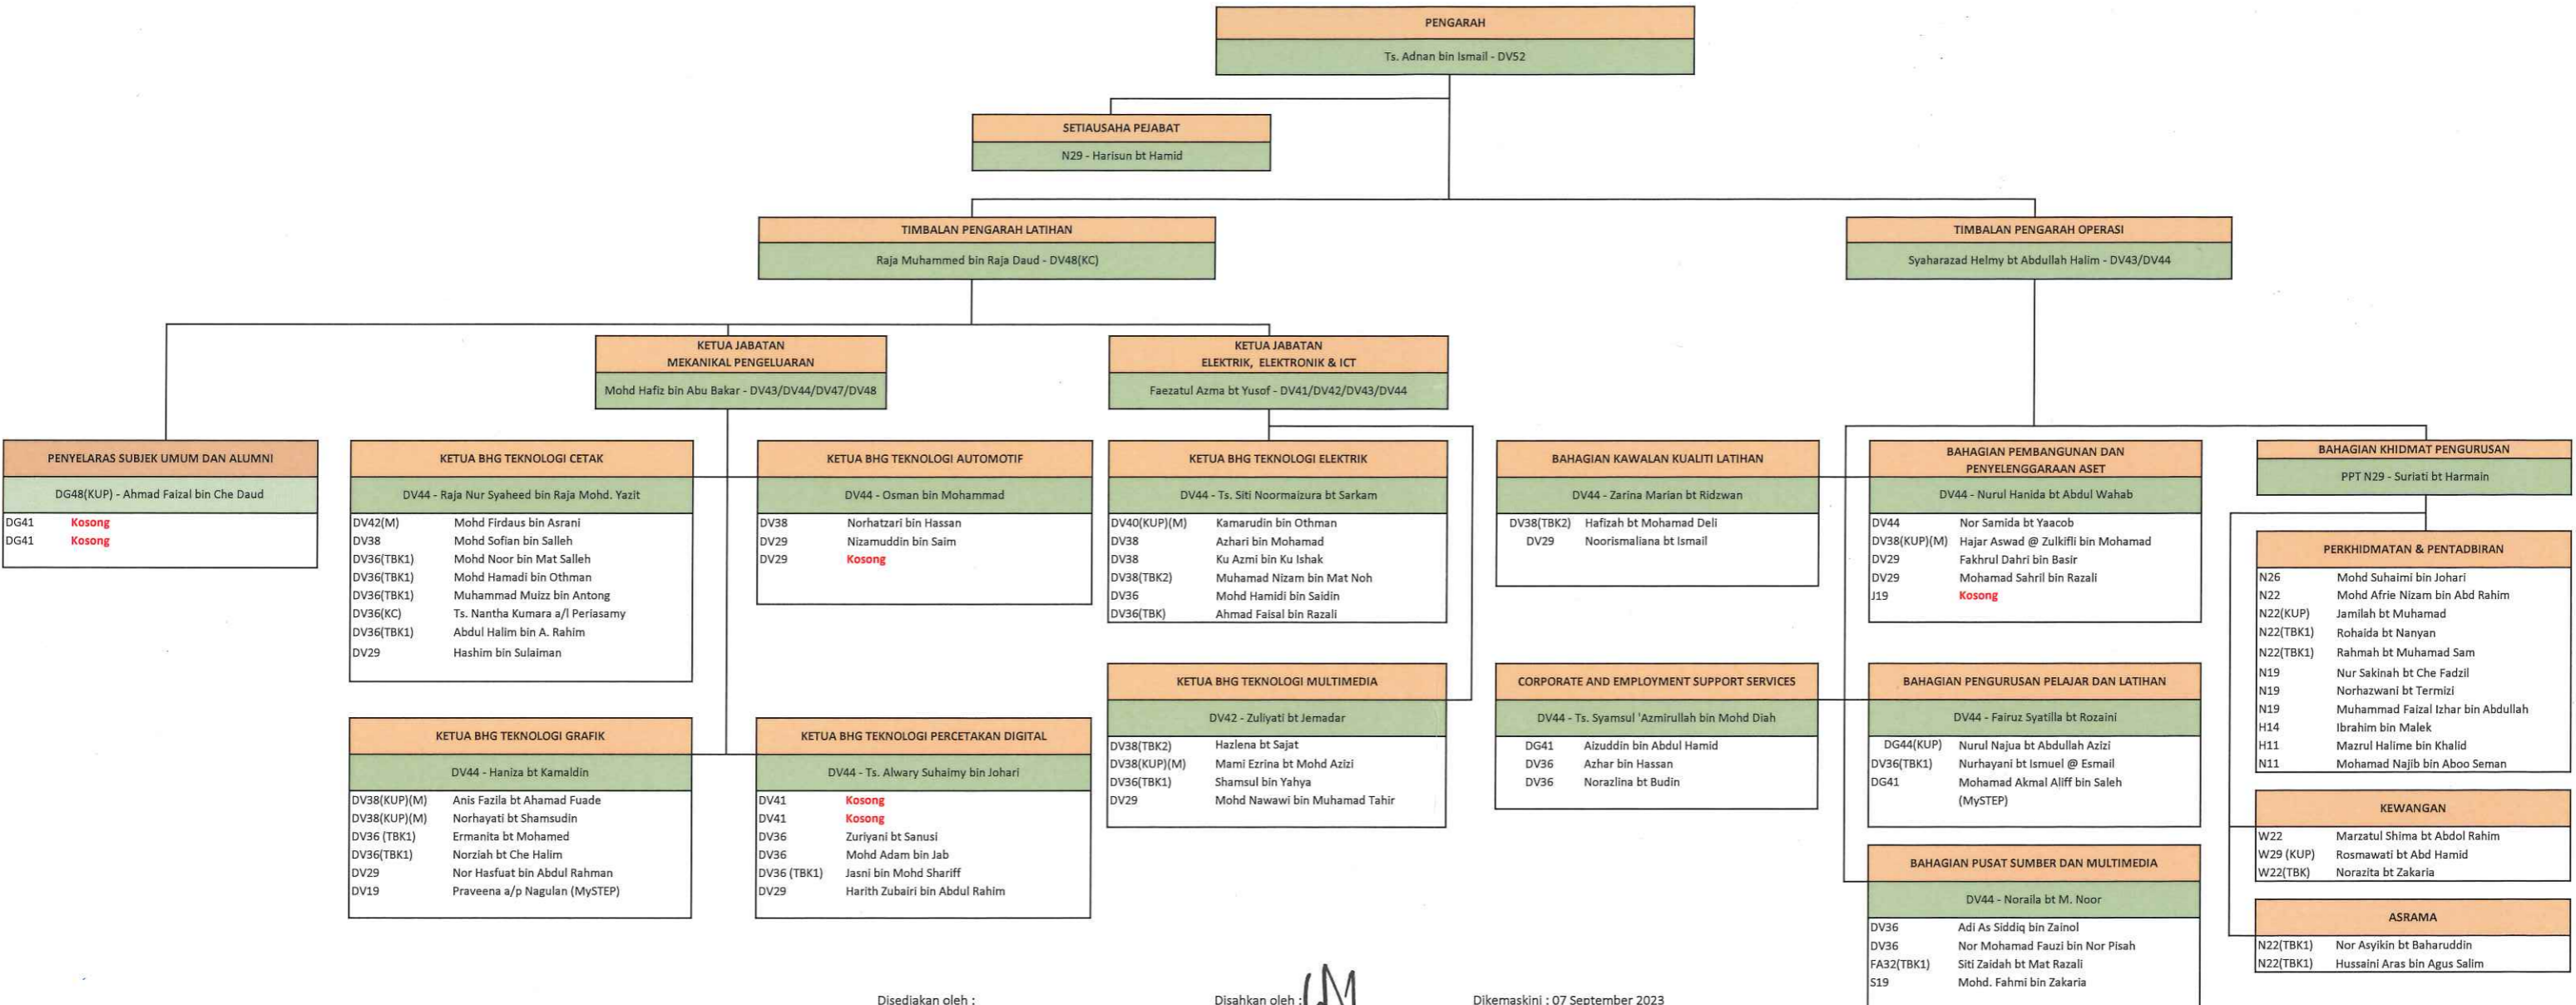 PENGARAH
Ts. Adnan bin Ismail - DV52
SETIAUSAHA PEJABAT
N29 - Harisun bt Hamid
TIMBALAN PENGARAH LATIHAN
Raja Muhammed bin Raja Daud - DV48(KC)
TIMBALAN PENGARAH OPERASI
Syaharazad Helmy bt Abdullah Halim - DV43/DV44
KETUA JABATAN
MEKANIKAL PENGELUARAN
Mohd Hafiz bin Abu Bakar - DV43/DV44/DV47/DV48
KETUA JABATAN
ELEKTRIK, ELEKTRONIK & ICT
Faezatul Azma bt Yusof - DV41/DV42/DV43/DV44
PENYELARAS SUBJEK UMUM DAN ALUMNI
DG48(KUP) - Ahmad Faizal bin Che Daud
DG41 Kosong
DG41 Kosong
KETUA BHG TEKNOLOGI CETAK
DV44 - Raja Nur Syaheed bin Raja Mohd. Yazit
DV42(M) Mohd Firdaus bin Asrani
DV38 Mohd Sofian bin Salleh
DV36(TBK1) Mohd Noor bin Mat Salleh
DV36(TBK1) Mohd Hamadi bin Othman
DV36(TBK1) Muhammad Muizz bin Antong
DV36(KC) Ts. Nantha Kumara a/l Periasamy
DV36(TBK1) Abdul Halim bin A. Rahim
DV29 Hashim bin Sulaiman
KETUA BHG TEKNOLOGI AUTOMOTIF
DV44 - Osman bin Mohammad
DV38 Norhatzari bin Hassan
DV29 Nizamuddin bin Saim
DV29 Kosong
KETUA BHG TEKNOLOGI ELEKTRIK
DV44 - Ts. Siti Noormaizura bt Sarkam
DV40(KUP)(M) Kamarudin bin Othman
DV38 Azhari bin Mohamad
DV38 Ku Azmi bin Ku Ishak
DV38(TBK2) Muhamad Nizam bin Mat Noh
DV36 Mohd Hamidi bin Saidin
DV36(TBK) Ahmad Faisal bin Razali
BAHAGIAN KAWALAN KUALITI LATIHAN
DV44 - Zarina Marian bt Ridzwan
DV38(TBK2) Hafizah bt Mohamad Deli
DV29 Noorismaliana bt Ismail
BAHAGIAN PEMBANGUNAN DAN
PENYELENGGARAAN ASET
DV44 - Nurul Hanida bt Abdul Wahab
DV44 Nor Samida bt Yaacob
DV38(KUP)(M) Hajar Aswad @ Zulkifli bin Mohamad
DV29 Fakhrul Dahri bin Basir
DV29 Mohamad Sahril bin Razali
J19 Kosong
BAHAGIAN KHIDMAT PENGURUSAN
PPT N29 - Suriati bt Harmain
PERKHIDMATAN & PENTADBIRAN
N26 Mohd Suhaimi bin Johari
N22 Mohd Afrie Nizam bin Abd Rahim
N22(KUP) Jamilah bt Muhamad
N22(TBK1) Rohaida bt Nanyan
N22(TBK1) Rahmah bt Muhamad Sam
N19 Nur Sakinah bt Che Fadzil
N19 Norhazwani bt Termizi
N19 Muhammad Faizal Izhar bin Abdullah
H14 Ibrahim bin Malek
H11 Mazrul Halime bin Khalid
N11 Mohamad Najib bin Aboo Seman
KETUA BHG TEKNOLOGI GRAFIK
DV44 - Haniza bt Kamaldin
DV38(KUP)(M) Anis Fazila bt Ahamad Fuade
DV38(KUP)(M) Norhayati bt Shamsudin
DV36 (TBK1) Ermanita bt Mohamed
DV36(TBK1) Norziah bt Che Halim
DV29 Nor Hasfuat bin Abdul Rahman
DV19 Praveena a/p Nagulan (MySTEP)
KETUA BHG TEKNOLOGI PERCETAKAN DIGITAL
DV44 - Ts. Alwary Suhaimy bin Johari
DV41 Kosong
DV41 Kosong
DV36 Zuriyani bt Sanusi
DV36 Mohd Adam bin Jab
DV36 (TBK1) Jasni bin Mohd Shariff
DV29 Harith Zubairi bin Abdul Rahim
KETUA BHG TEKNOLOGI MULTIMEDIA
DV42 - Zuliyati bt Jemadar
DV38(TBK2) Hazlena bt Sajat
DV38(KUP)(M) Mami Ezrina bt Mohd Azizi
DV36(TBK1) Shamsul bin Yahya
DV29 Mohd Nawawi bin Muhamad Tahir
CORPORATE AND EMPLOYMENT SUPPORT SERVICES
DV44 - Ts. Syamsul 'Azmirullah bin Mohd Diah
DG41 Aizuddin bin Abdul Hamid
DV36 Azhar bin Hassan
DV36 Norazlina bt Budin
BAHAGIAN PENGURUSAN PELAJAR DAN LATIHAN
DV44 - Fairuz Syatilla bt Rozaini
DG44(KUP) Nurul Najua bt Abdullah Azizi
DV36(TBK1) Nurhayani bt Ismuel @ Esmail
DG41 Mohamad Akmal Aliff bin Saleh
(MySTEP)
BAHAGIAN PUSAT SUMBER DAN MULTIMEDIA
DV44 - Noraila bt M. Noor
DV36 Adi As Siddiq bin Zainol
DV36 Nor Mohamad Fauzi bin Nor Pisah
FA32(TBK1) Siti Zaidah bt Mat Razali
S19 Mohd. Fahmi bin Zakaria
KEWANGAN
W22 Marzatul Shima bt Abdol Rahim
W29 (KUP) Rosmawati bt Abd Hamid
W22(TBK) Norazita bt Zakaria
ASRAMA
N22(TBK1) Nor Asyikin bt Baharuddin
N22(TBK1) Hussaini Aras bin Agus Salim
Disediakan oleh :
Disahkan oleh :
Dikemaskini : 07 September 2023